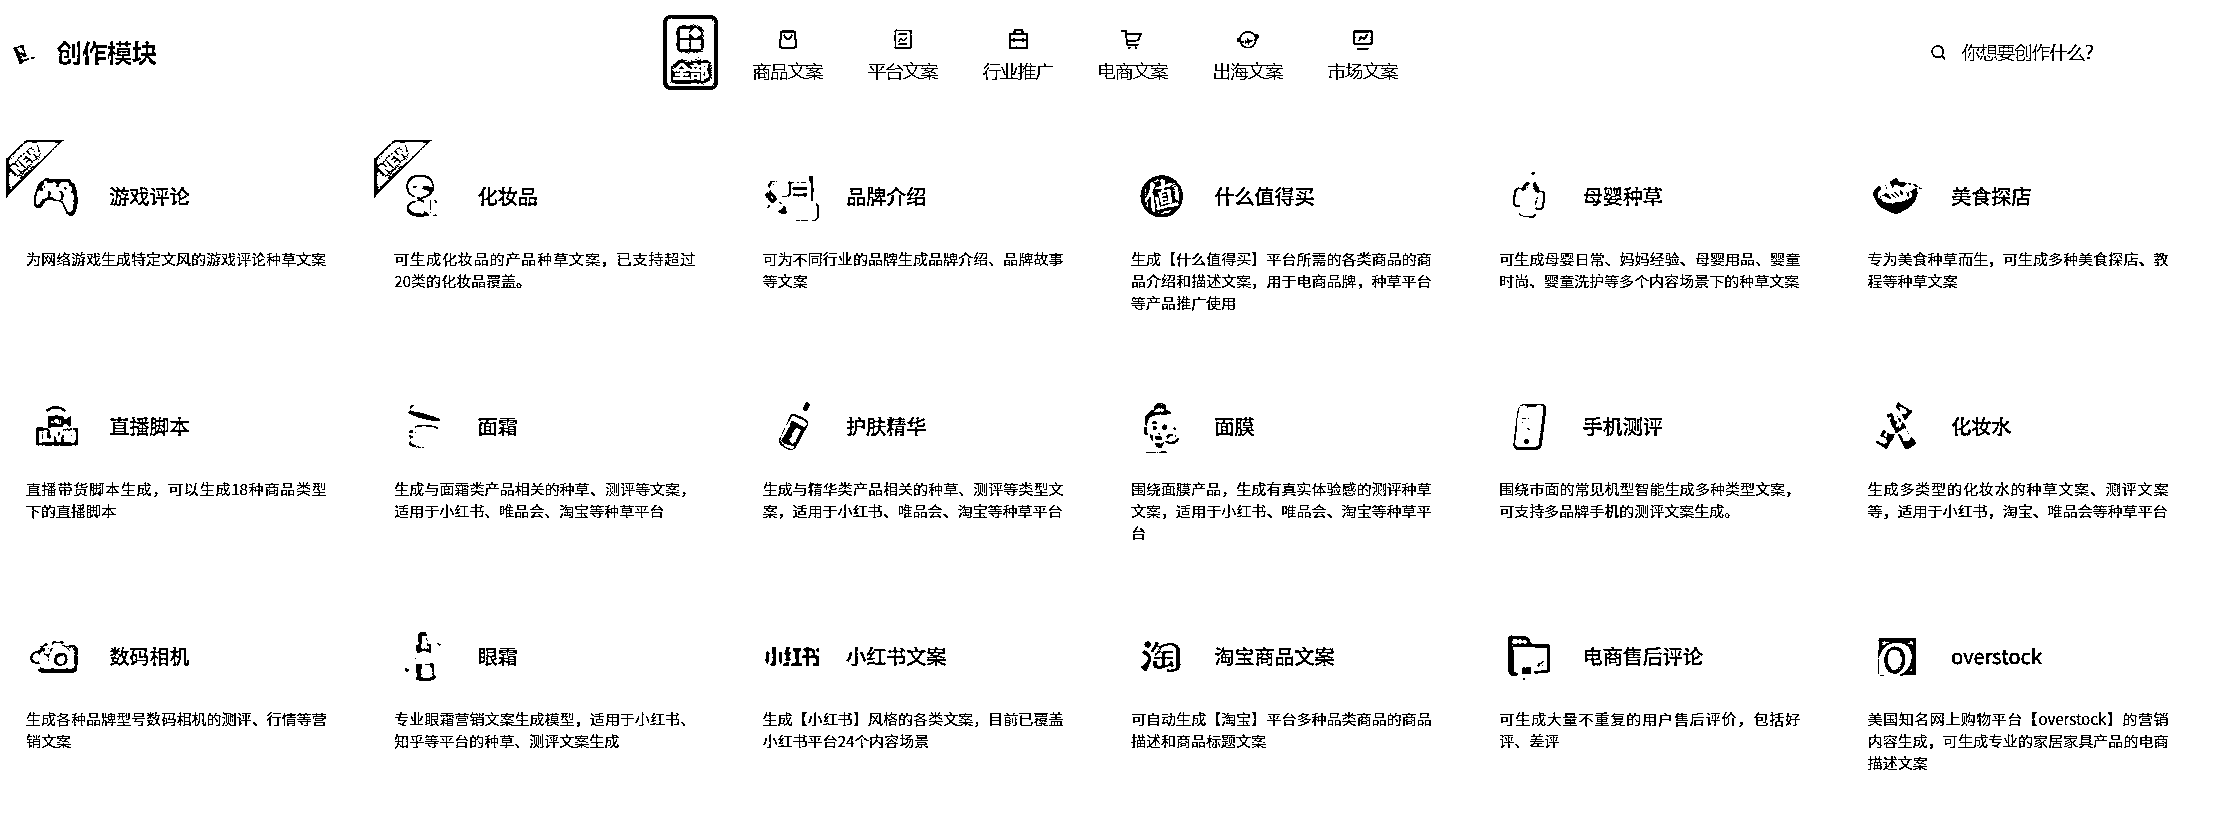 创作模块
全部
商品文案
平台文案
行业推广
电商文案
出海文案
市场文案
你想要创作什么?
NEW
游戏评论
为网络游戏生成特定文风的游戏评论种草文案
NEW
化妆品
可生成化妆品的产品种草文案，已支持超过
20类的化妆品覆盖。
品牌介绍
可为不同行业的品牌生成品牌介绍、品牌故事
等文案
值
什么值得买
生成【什么值得买】平台所需的各类商品的商
品介绍和描述文案，用于电商品牌，种草平台
等产品推广使用
母婴种草
可生成母婴日常、妈妈经验、母婴用品、婴童
时尚、婴童洗护等多个内容场景下的种草文案
美食探店
专为美食种草而生，可生成多种美食探店、教
程等种草文案
LIVE
直播脚本
直播带货脚本生成，可以生成18种商品类型
下的直播脚本
面霜
生成与面霜类产品相关的种草、测评等文案，
适用于小红书、唯品会、淘宝等种草平台
护肤精华
生成与精华类产品相关的种草、测评等类型文
案，适用于小红书、唯品会、淘宝等种草平台
面膜
围绕面膜产品，生成有真实体验感的测评种草
文案，适用于小红书、唯品会、淘宝等种草平
台
手机测评
围绕市面的常见机型智能生成多种类型文案，
可支持多品牌手机的测评文案生成。
化妆水
生成多类型的化妆水的种草文案、测评文案
等，适用于小红书，淘宝、唯品会等种草平台
数码相机
生成各种品牌型号数码相机的测评、行情等营
销文案
眼霜
专业眼霜营销文案生成模型，适用于小红书、
知乎等平台的种草、测评文案生成
小红书
小红书文案
生成【小红书】风格的各类文案，目前已覆盖
小红书平台24个内容场景
淘
淘宝商品文案
可自动生成【淘宝】平台多种品类商品的商品
描述和商品标题文案
电商售后评论
可生成大量不重复的用户售后评价，包括好
评、差评
O
overstock
美国知名网上购物平台【overstock】的营销
内容生成，可生成专业的家居家具产品的电商
描述文案